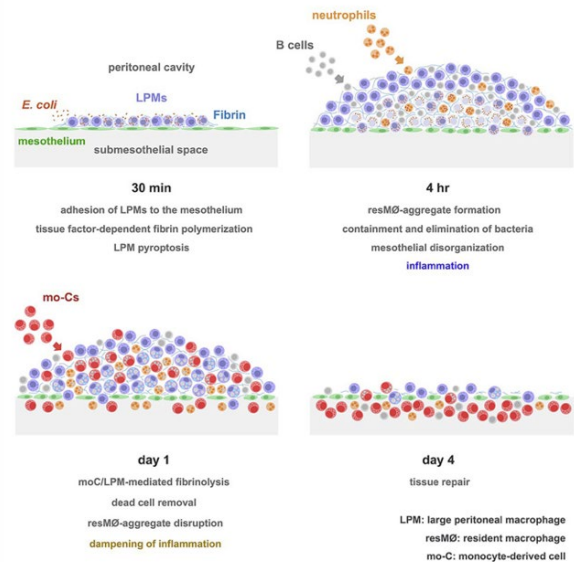 neutrophils
B cells
peritoneal cavity
E. coli
LPMs
Fibrin
mesothelium
submesothelial space
30 min
adhesion of LPMs to the mesothelium
tissue factor-dependent fibrin polymerization
LPM pyroptosis
4 hr
resMØ-aggregate formation
containment and elimination of bacteria
mesothelial disorganization
inflammation
mo-Cs
day 1
moC/LPM-mediated fibrinolysis
dead cell removal
resMØ-aggregate disruption
dampening of inflammation
day 4
tissue repair
LPM: large peritoneal macrophage
resMØ: resident macrophage
mo-C: monocyte-derived cell